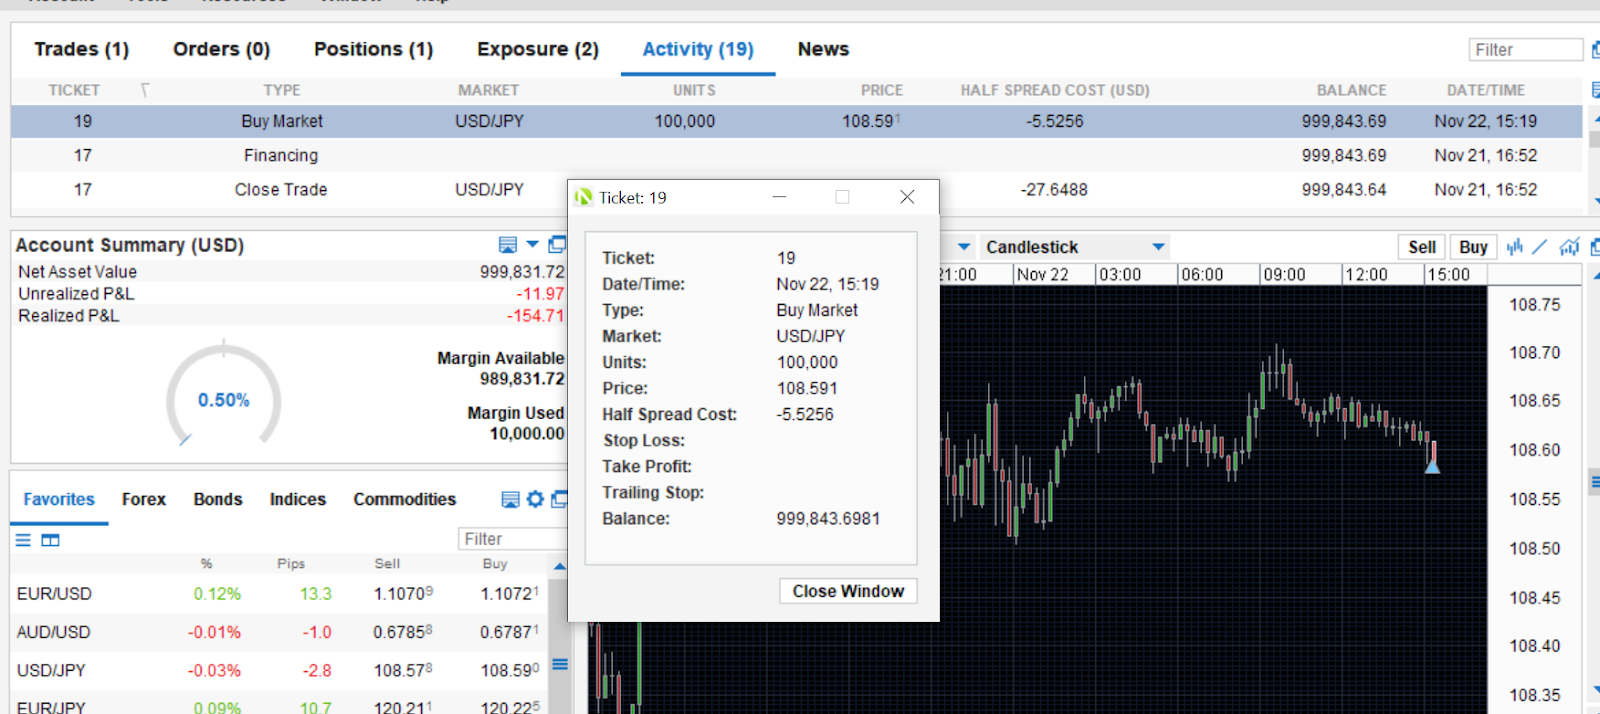 Account Tools Resources Window Help
Trades (1) Orders (0) Positions (1) Exposure (2) Activity (19) News Filter
TICKET TYPE MARKET UNITS PRICE HALF SPREAD COST (USD) BALANCE DATE/TIME
19 Buy Market USD/JPY 100,000 108.591 -5.5256 999,843.69 Nov 22, 15:19
17 Financing 999,843.69 Nov 21, 16:52
17 Close Trade USD/JPY -27.6488 999,843.64 Nov 21, 16:52
Ticket: 19
Ticket: 19
Date/Time: Nov 22, 15:19
Type: Buy Market
Market: USD/JPY
Units: 100,000
Price: 108.591
Half Spread Cost: -5.5256
Stop Loss:
Take Profit:
Trailing Stop:
Balance: 999,843.6981
Close Window
Account Summary (USD)
Net Asset Value 999,831.72
Unrealized P&L -11.97
Realized P&L -154.71
0.50%
Margin Available
989,831.72
Margin Used
10,000.00
Favorites Forex Bonds Indices Commodities
Filter
% Pips Sell Buy
EUR/USD 0.12% 13.3 1.10709 1.10721
AUD/USD -0.01% -1.0 0.67858 0.67871
USD/JPY -0.03% -2.8 108.578 108.590
EUR/JPY 0.09% 10.7 120.211 120.225
Candlestick Sell Buy
21:00 Nov 22 03:00 06:00 09:00 12:00 15:00
108.75
108.70
108.65
108.60
108.55
108.50
108.45
108.40
108.35